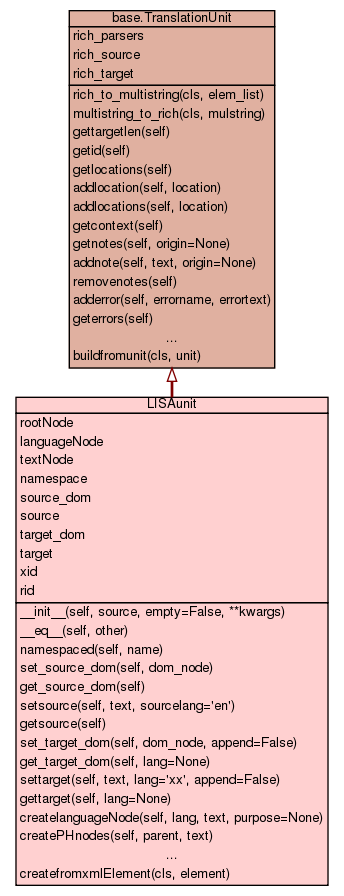 base.TranslationUnit
rich_parsers
rich_source
rich_target
rich_to_multistring(cls, elem_list)
multistring_to_rich(cls, mulstring)
gettargetlen(self)
getid(self)
getlocations(self)
addlocation(self, location)
addlocations(self, location)
getcontext(self)
getnotes(self, origin=None)
addnote(self, text, origin=None)
removenotes(self)
adderror(self, errorname, errortext)
geterrors(self)
...
buildfromunit(cls, unit)
LISAunit
rootNode
languageNode
textNode
namespace
source_dom
source
target_dom
target
xid
rid
__init__(self, source, empty=False, **kwargs)
__eq__(self, other)
namespaced(self, name)
set_source_dom(self, dom_node)
get_source_dom(self)
setsource(self, text, sourcelang='en')
getsource(self)
set_target_dom(self, dom_node, append=False)
get_target_dom(self, lang=None)
settarget(self, text, lang='xx', append=False)
gettarget(self, lang=None)
createlanguageNode(self, lang, text, purpose=None)
createPHnodes(self, parent, text)
...
createfromxmlElement(cls, element)